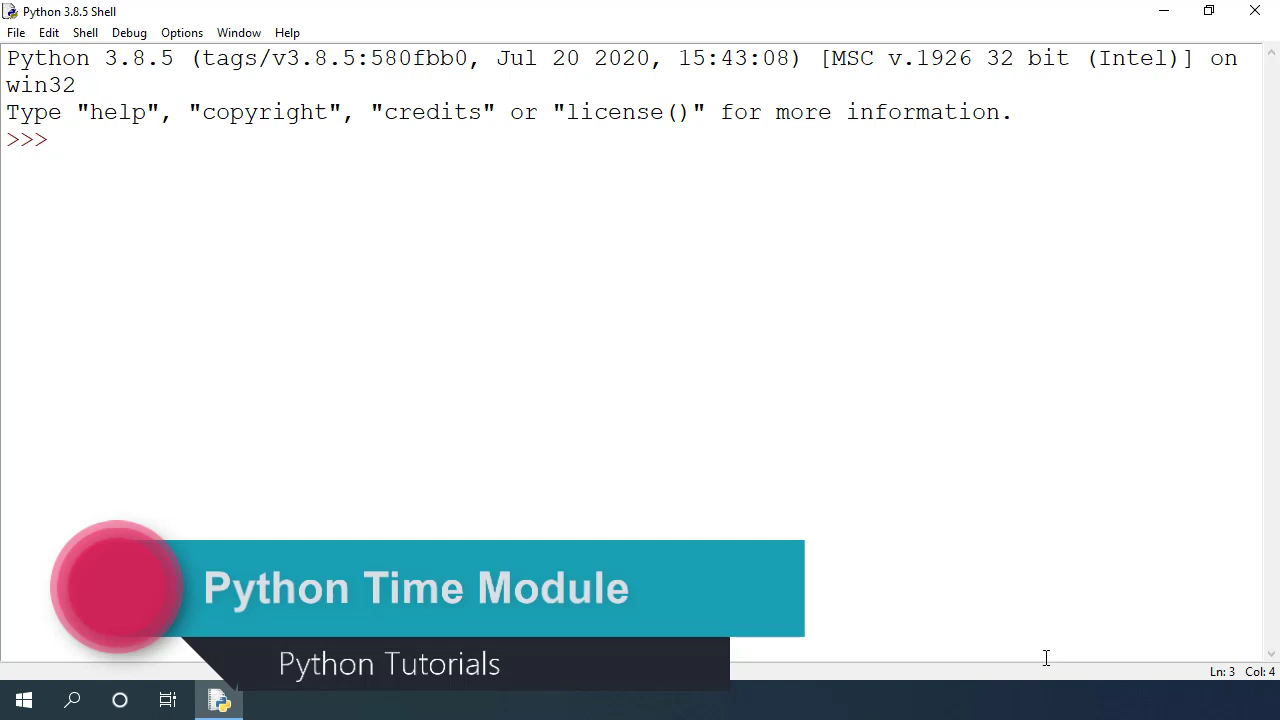 Python 3.8.5 Shell
File Edit Shell Debug Options Window Help
Python 3.8.5 (tags/v3.8.5:580fbb0, Jul 20 2020, 15:43:08) [MSC v.1926 32 bit (Intel)] on
win32
Type "help", "copyright", "credits" or "license()" for more information.
>>>
Python Time Module
Python Tutorials
Ln: 3 Col: 4